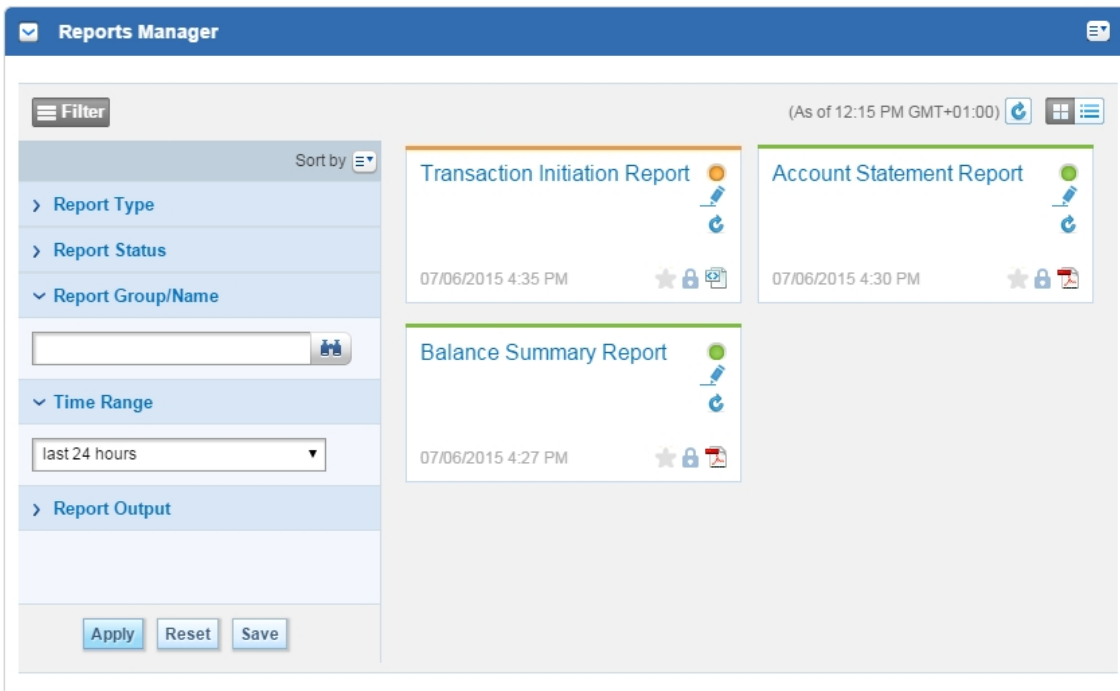 Reports Manager
Filter
(As of 12:15 PM GMT+01:00)
Sort by
Report Type
Report Status
Report Group/Name
Time Range
last 24 hours
Report Output
Apply Reset Save
Transaction Initiation Report
07/06/2015 4:35 PM
Account Statement Report
07/06/2015 4:30 PM
Balance Summary Report
07/06/2015 4:27 PM